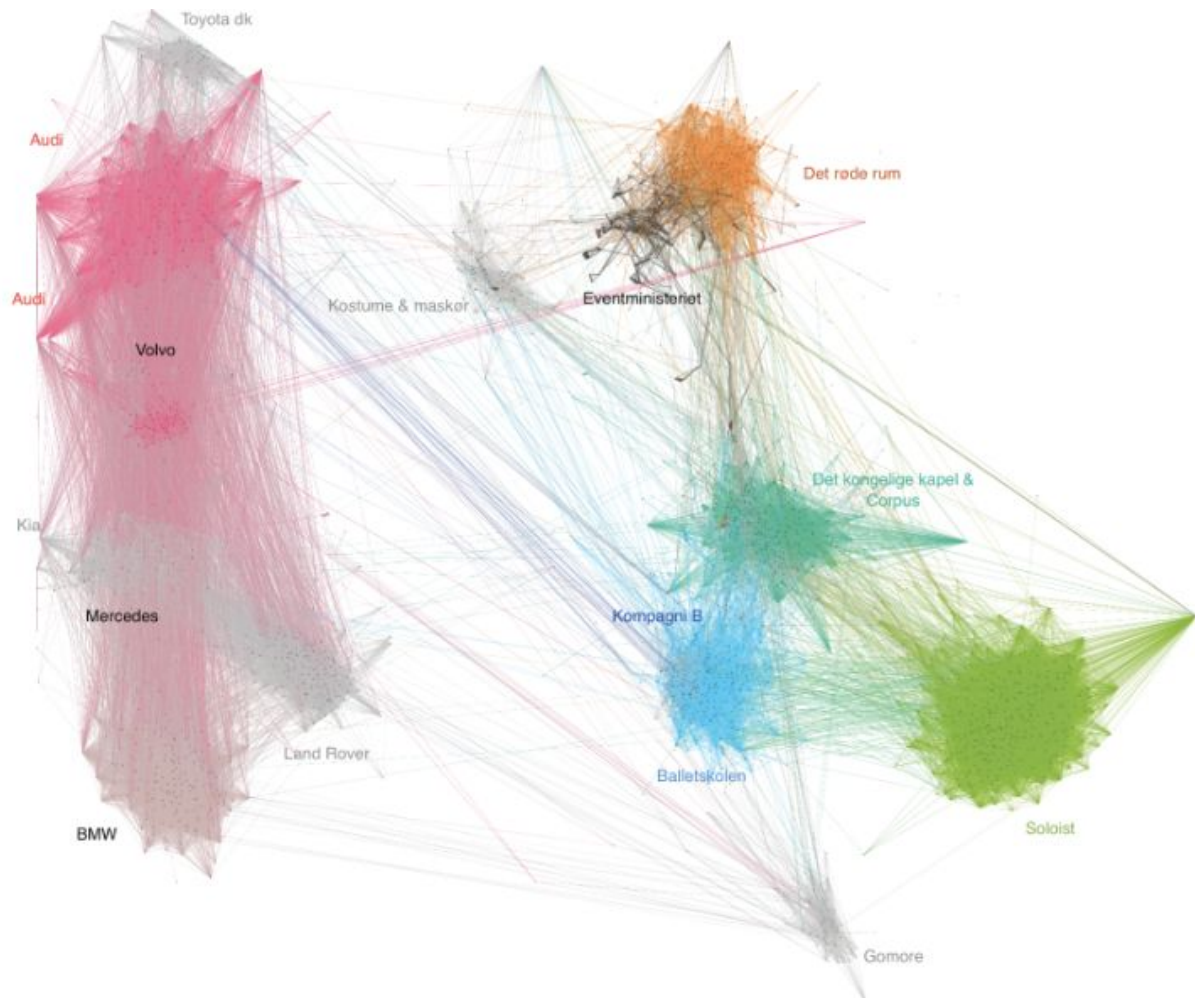 Toyota dk
Audi
Det røde rum
Audi
Eventministeriet
Kostume & maskør
Volvo
Det kongelige kapel &
Corpus
Kia
Mercedes
Kompagni B
Land Rover
Balletskolen
BMW
Soloist
Gomore